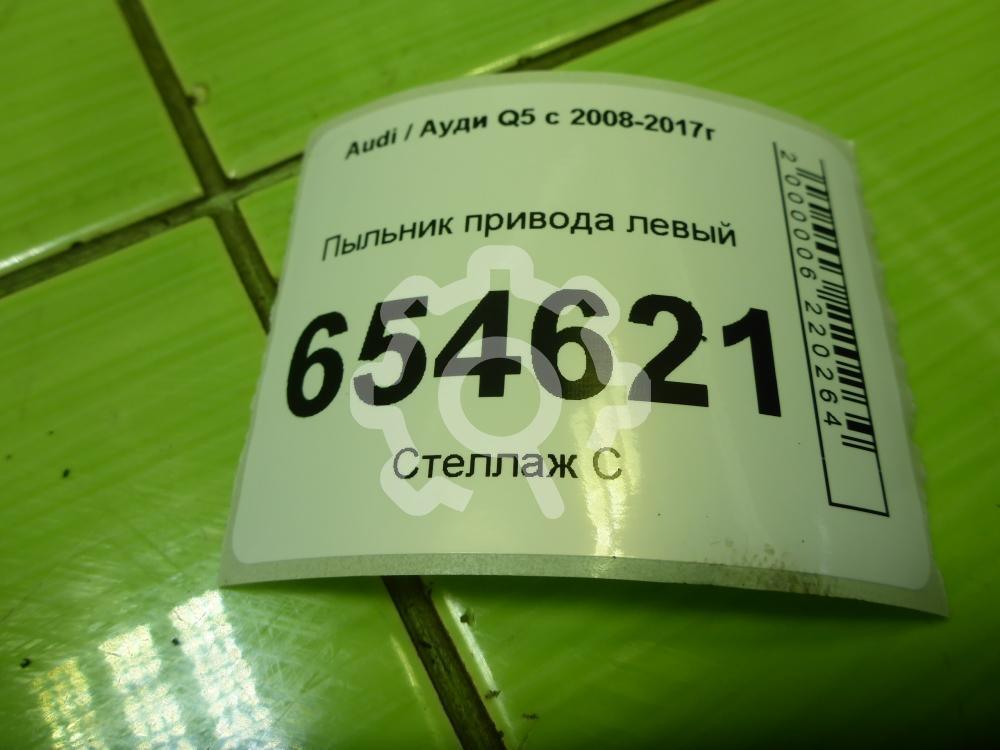 Audi / Ауди Q5 с 2008-2017г
Пыльник привода левый
654621
Стеллаж С
2000006220264